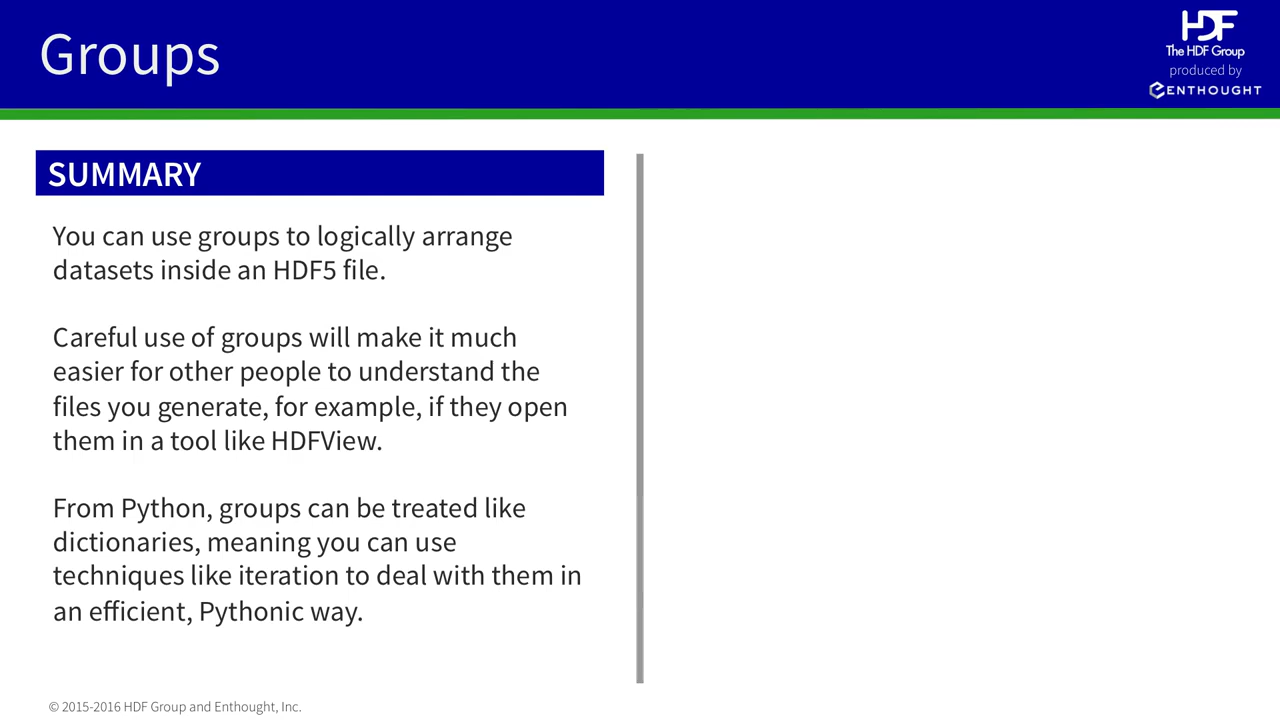 Groups
HDF
The HDF Group
produced by
ENTHOUGHT
SUMMARY
You can use groups to logically arrange
datasets inside an HDF5 file.
Careful use of groups will make it much
easier for other people to understand the
files you generate, for example, if they open
them in a tool like HDFView.
From Python, groups can be treated like
dictionaries, meaning you can use
techniques like iteration to deal with them in
an efficient, Pythonic way.
© 2015-2016 HDF Group and Enthought, Inc.